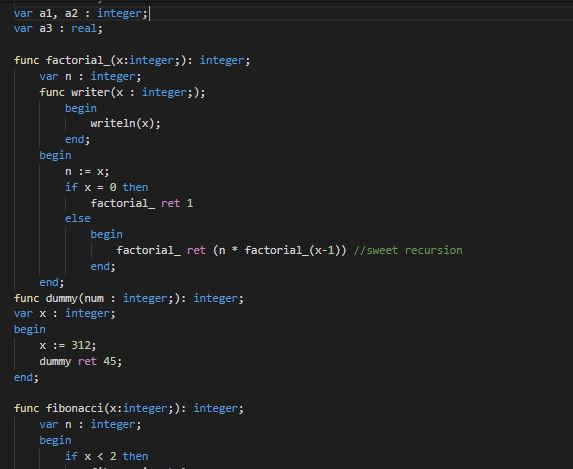 var a1, a2 : integer;
var a3 : real;
func factorial_(x:integer;): integer;
var n : integer;
func writer(x : integer;);
begin
writeln(x);
end;
begin
n := x;
if x = 0 then
factorial_ ret 1
else
begin
factorial_ ret (n * factorial_(x-1)) //sweet recursion
end;
end;
func dummy(num : integer;): integer;
var x : integer;
begin
x := 312;
dummy ret 45;
end;
func fibonacci(x:integer;): integer;
var n : integer;
begin
if x < 2 then